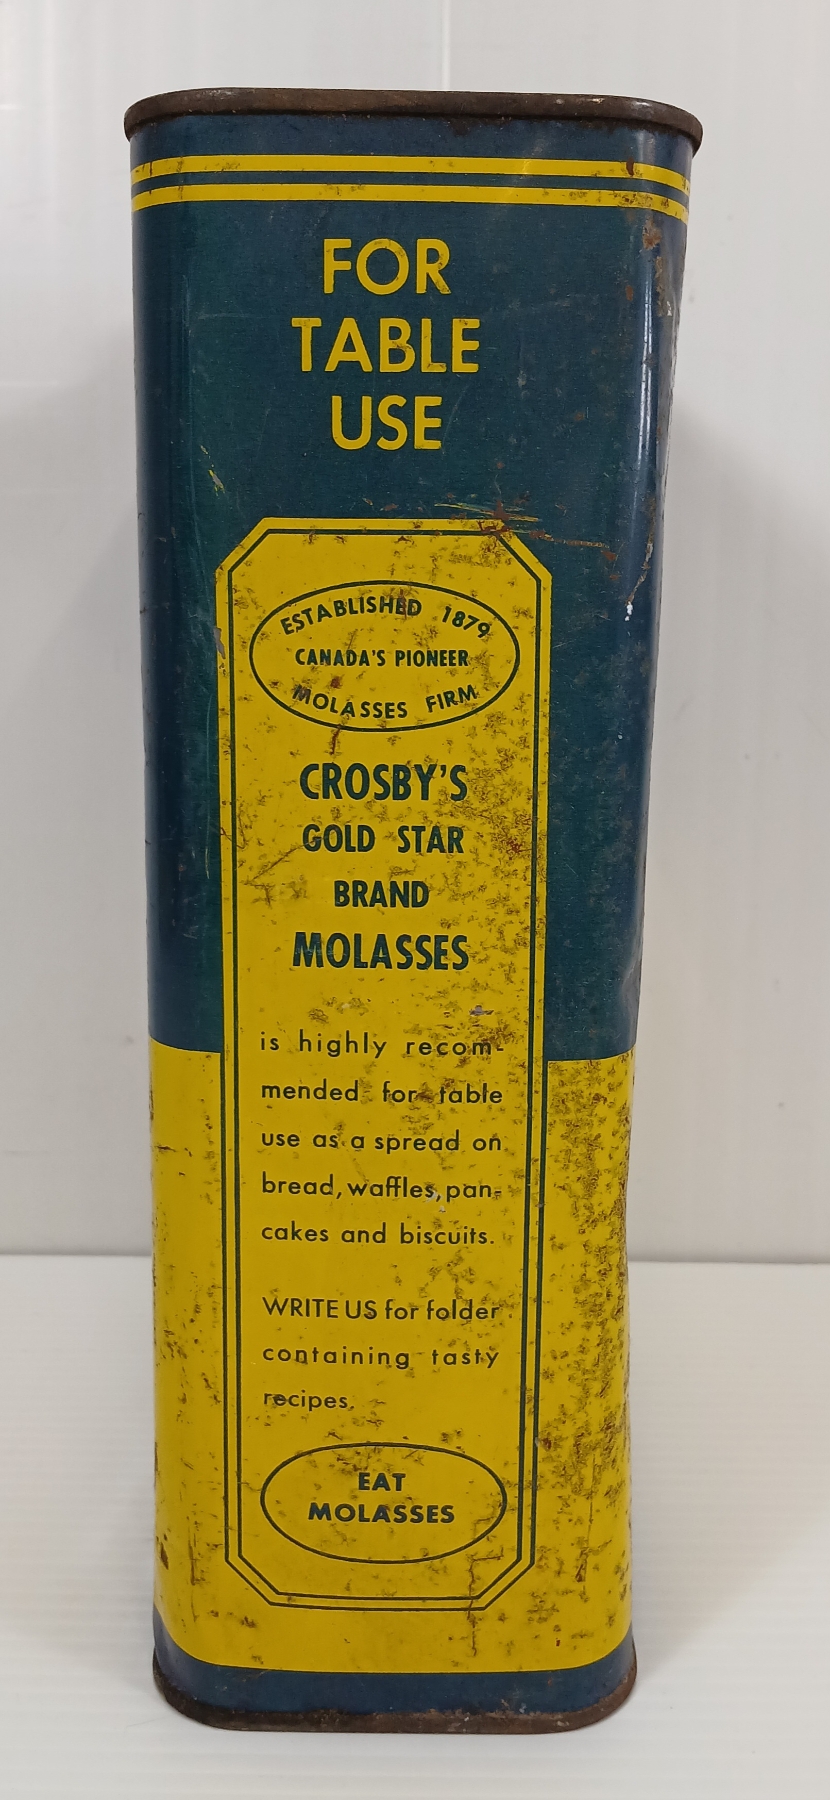 FOR
TABLE
USE
ESTABLISHED 1879
CANADA'S PIONEER
MOLASSES FIRM
CROSBY'S
GOLD STAR
BRAND
MOLASSES
is highly recom-
mended for table
use as a spread on
bread, waffles, pan-
cakes and biscuits.
WRITE US for folder
containing tasty
recipes.
EAT
MOLASSES